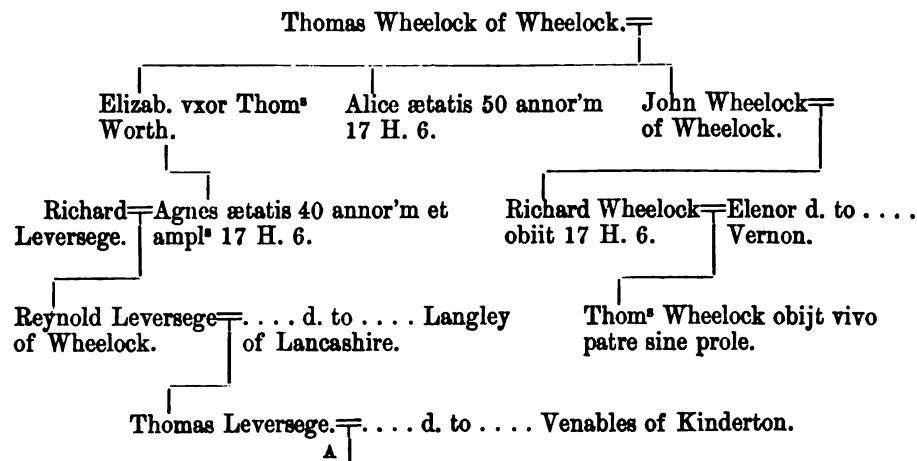 Thomas Wheelock of Wheelock.
Elizab. vxor Thomˢ
Worth.
Alice ætatis 50 annor'm
17 H. 6.
John Wheelock
of Wheelock.
Richard
Leversege.
Agnes ætatis 40 annor'm et
amplˢ 17 H. 6.
Richard Wheelock
obiit 17 H. 6.
Elenor d. to . . . .
Vernon.
Reynold Leversege
of Wheelock.
. . . . d. to . . . . Langley
of Lancashire.
Thomˢ Wheelock obijt vivo
patre sine prole.
Thomas Leversege.
. . . . d. to . . . . Venables of Kinderton.
A